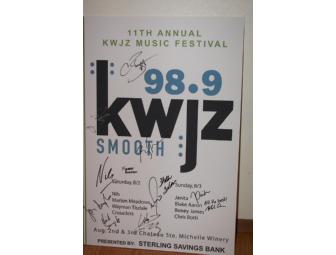 11TH ANNUAL
KWJZ MUSIC FESTIVAL
98.9
kwjz
SMOOTH
Saturday, 8/2
Nils
Marion Meadows
Wayman Tisdale
Crusaders
Sunday, 8/3
Janita
Blake Aaron
Boney James
Chris Botti
Aug. 2nd & 3rd Chateau Ste. Michelle Winery
PRESENTED BY: STERLING SAVINGS BANK